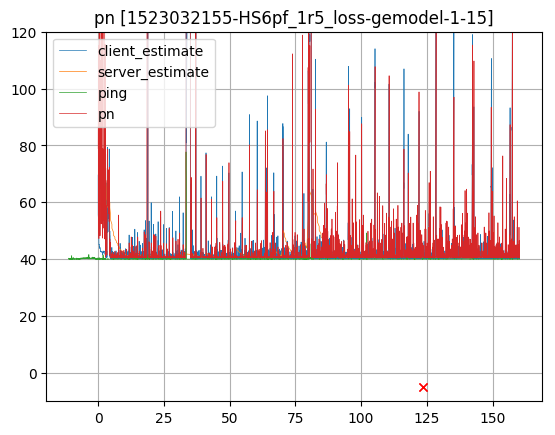 pn [1523032155-HS6pf_1r5_loss-gemodel-1-15]
client_estimate
server_estimate
ping
pn
120
100
80
60
40
20
0
0 25 50 75 100 125 150